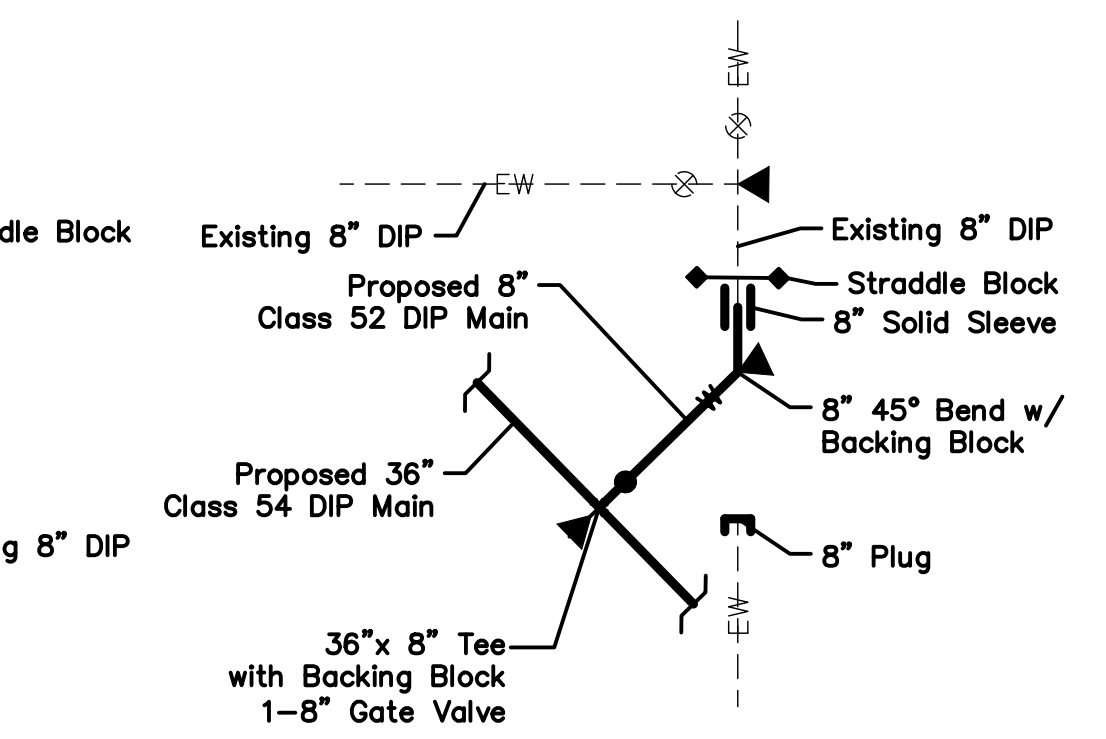 EW
EW
dle Block
Existing 8” DIP
Existing 8” DIP
Proposed 8”
Class 52 DIP Main
Straddle Block
8” Solid Sleeve
W
8” 45° Bend w/
Backing Block
Proposed 36”
Class 54 DIP Main
g 8” DIP
8” Plug
EW
36”x 8” Tee
with Backing Block
1–8” Gate Valve